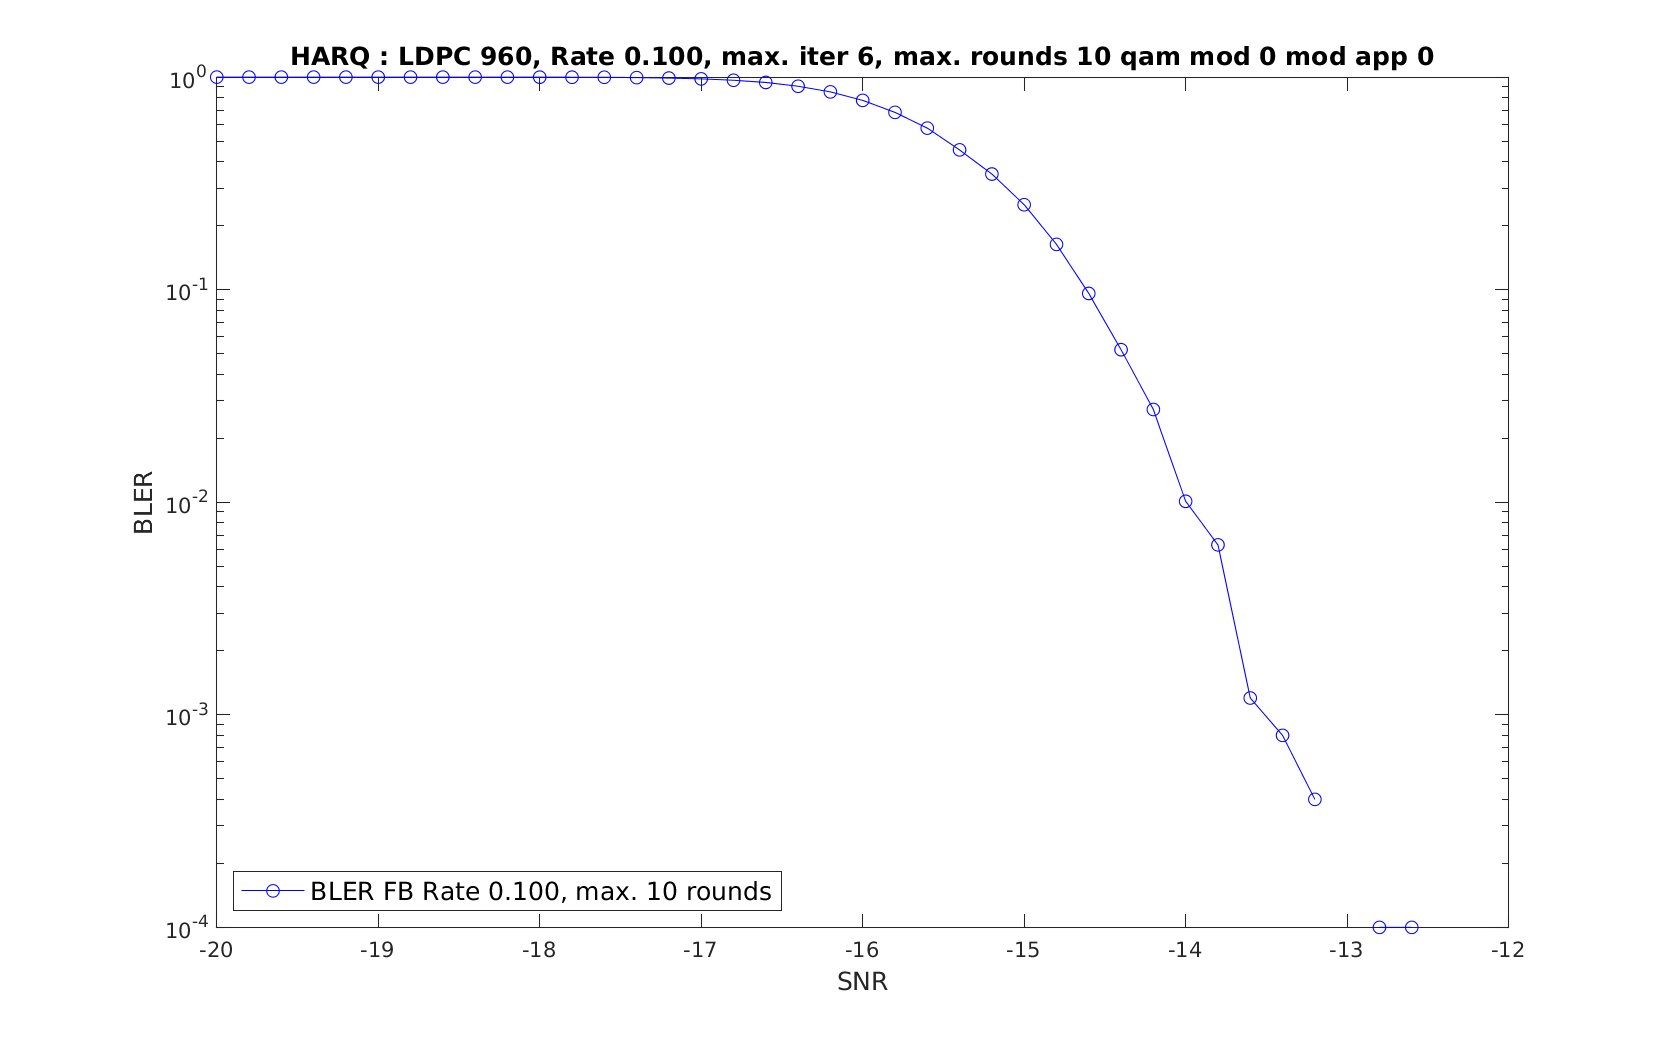 HARQ : LDPC 960, Rate 0.100, max. iter 6, max. rounds 10 qam mod 0 mod app 0
10^0
10^-1
10^-2
10^-3
10^-4
BLER
BLER FB Rate 0.100, max. 10 rounds
-20 -19 -18 -17 -16 -15 -14 -13 -12
SNR